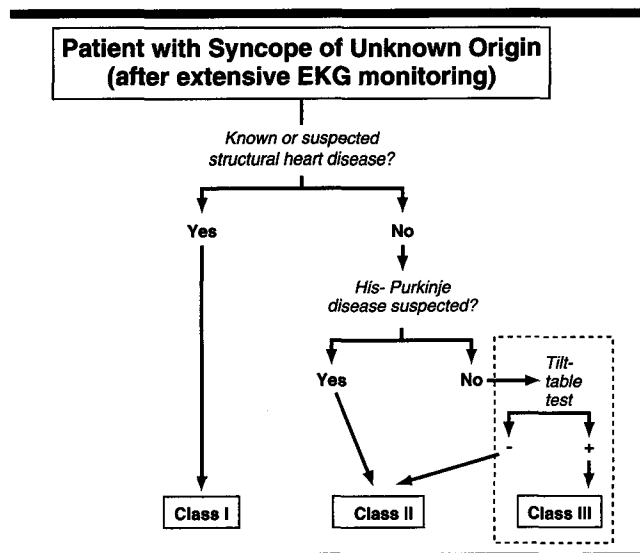 Patient with Syncope of Unknown Origin
(after extensive EKG monitoring)
Known or suspected
structural heart disease?
Yes
No
His- Purkinje
disease suspected?
Yes
No
Tilt-
table
test
-
+
Class I
Class II
Class III